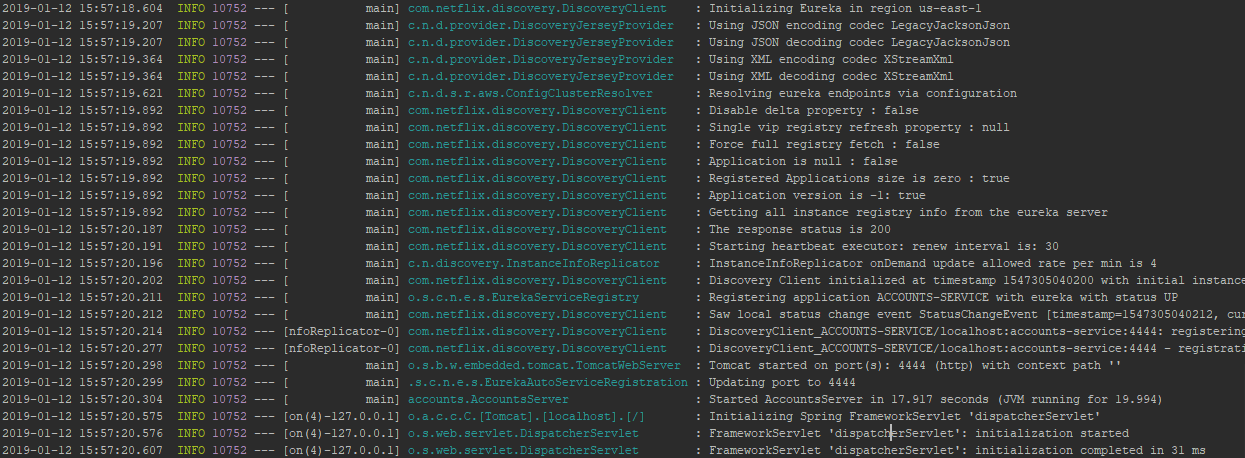 2019-01-12 15:57:18.604  INFO 10752 --- [           main] com.netflix.discovery.DiscoveryClient    : Initializing Eureka in region us-east-1
2019-01-12 15:57:19.207  INFO 10752 --- [           main] c.n.d.provider.DiscoveryJerseyProvider   : Using JSON encoding codec LegacyJacksonJson
2019-01-12 15:57:19.207  INFO 10752 --- [           main] c.n.d.provider.DiscoveryJerseyProvider   : Using JSON decoding codec LegacyJacksonJson
2019-01-12 15:57:19.364  INFO 10752 --- [           main] c.n.d.provider.DiscoveryJerseyProvider   : Using XML encoding codec XStreamXml
2019-01-12 15:57:19.364  INFO 10752 --- [           main] c.n.d.provider.DiscoveryJerseyProvider   : Using XML decoding codec XStreamXml
2019-01-12 15:57:19.621  INFO 10752 --- [           main] c.n.d.s.r.aws.ConfigClusterResolver      : Resolving eureka endpoints via configuration
2019-01-12 15:57:19.892  INFO 10752 --- [           main] com.netflix.discovery.DiscoveryClient    : Disable delta property : false
2019-01-12 15:57:19.892  INFO 10752 --- [           main] com.netflix.discovery.DiscoveryClient    : Single vip registry refresh property : null
2019-01-12 15:57:19.892  INFO 10752 --- [           main] com.netflix.discovery.DiscoveryClient    : Force full registry fetch : false
2019-01-12 15:57:19.892  INFO 10752 --- [           main] com.netflix.discovery.DiscoveryClient    : Application is null : false
2019-01-12 15:57:19.892  INFO 10752 --- [           main] com.netflix.discovery.DiscoveryClient    : Registered Applications size is zero : true
2019-01-12 15:57:19.892  INFO 10752 --- [           main] com.netflix.discovery.DiscoveryClient    : Application version is -1: true
2019-01-12 15:57:19.892  INFO 10752 --- [           main] com.netflix.discovery.DiscoveryClient    : Getting all instance registry info from the eureka server
2019-01-12 15:57:20.187  INFO 10752 --- [           main] com.netflix.discovery.DiscoveryClient    : The response status is 200
2019-01-12 15:57:20.191  INFO 10752 --- [           main] com.netflix.discovery.DiscoveryClient    : Starting heartbeat executor: renew interval is: 30
2019-01-12 15:57:20.196  INFO 10752 --- [           main] c.n.discovery.InstanceInfoReplicator     : InstanceInfoReplicator onDemand update allowed rate per min is 4
2019-01-12 15:57:20.202  INFO 10752 --- [           main] com.netflix.discovery.DiscoveryClient    : Discovery Client initialized at timestamp 1547305040200 with initial instance
2019-01-12 15:57:20.211  INFO 10752 --- [           main] o.s.c.n.e.s.EurekaServiceRegistry        : Registering application ACCOUNTS-SERVICE with eureka with status UP
2019-01-12 15:57:20.212  INFO 10752 --- [           main] com.netflix.discovery.DiscoveryClient    : Saw local status change event StatusChangeEvent [timestamp=1547305040212, cur
2019-01-12 15:57:20.214  INFO 10752 --- [nfoReplicator-0] com.netflix.discovery.DiscoveryClient    : DiscoveryClient_ACCOUNTS-SERVICE/localhost:accounts-service:4444: registering
2019-01-12 15:57:20.277  INFO 10752 --- [nfoReplicator-0] com.netflix.discovery.DiscoveryClient    : DiscoveryClient_ACCOUNTS-SERVICE/localhost:accounts-service:4444 - registrati
2019-01-12 15:57:20.298  INFO 10752 --- [           main] o.s.b.w.embedded.tomcat.TomcatWebServer  : Tomcat started on port(s): 4444 (http) with context path ''
2019-01-12 15:57:20.299  INFO 10752 --- [           main] .s.c.n.e.s.EurekaAutoServiceRegistration : Updating port to 4444
2019-01-12 15:57:20.304  INFO 10752 --- [           main] accounts.AccountsServer                  : Started AccountsServer in 17.917 seconds (JVM running for 19.994)
2019-01-12 15:57:20.575  INFO 10752 --- [on(4)-127.0.0.1] o.a.c.c.C.[Tomcat].[localhost].[/]       : Initializing Spring FrameworkServlet 'dispatcherServlet'
2019-01-12 15:57:20.576  INFO 10752 --- [on(4)-127.0.0.1] o.s.web.servlet.DispatcherServlet        : FrameworkServlet 'dispatcherServlet': initialization started
2019-01-12 15:57:20.607  INFO 10752 --- [on(4)-127.0.0.1] o.s.web.servlet.DispatcherServlet        : FrameworkServlet 'dispatcherServlet': initialization completed in 31 ms